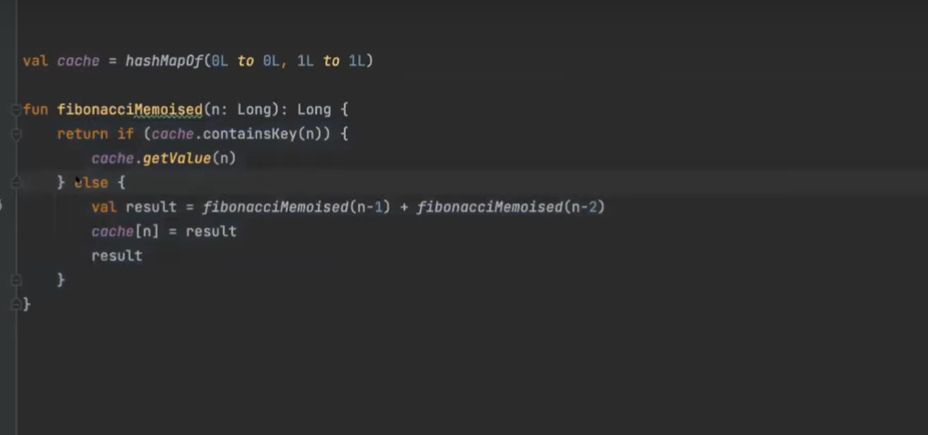 val cache = hashMapOf(0L to 0L, 1L to 1L)
fun fibonacciMemoised(n: Long): Long {
return if (cache.containsKey(n)) {
cache.getValue(n)
} else {
val result = fibonacciMemoised(n-1) + fibonacciMemoised(n-2)
cache[n] = result
result
}
}